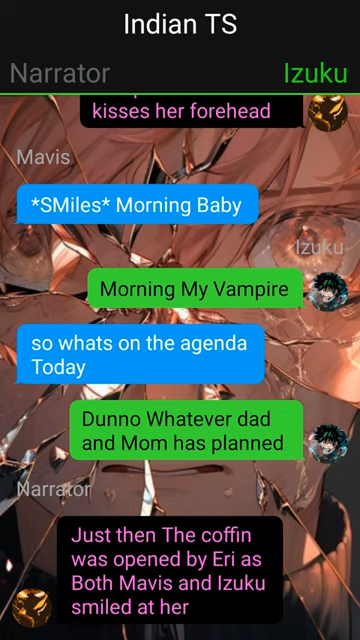 Indian TS
Narrator
Izuku
kisses her forehead
Mavis
*SMiles* Morning Baby
Izuku
Morning My Vampire
so whats on the agenda
Today
Dunno Whatever dad
and Mom has planned
Narrator
Just then The coffin
was opened by Eri as
Both Mavis and Izuku
smiled at her